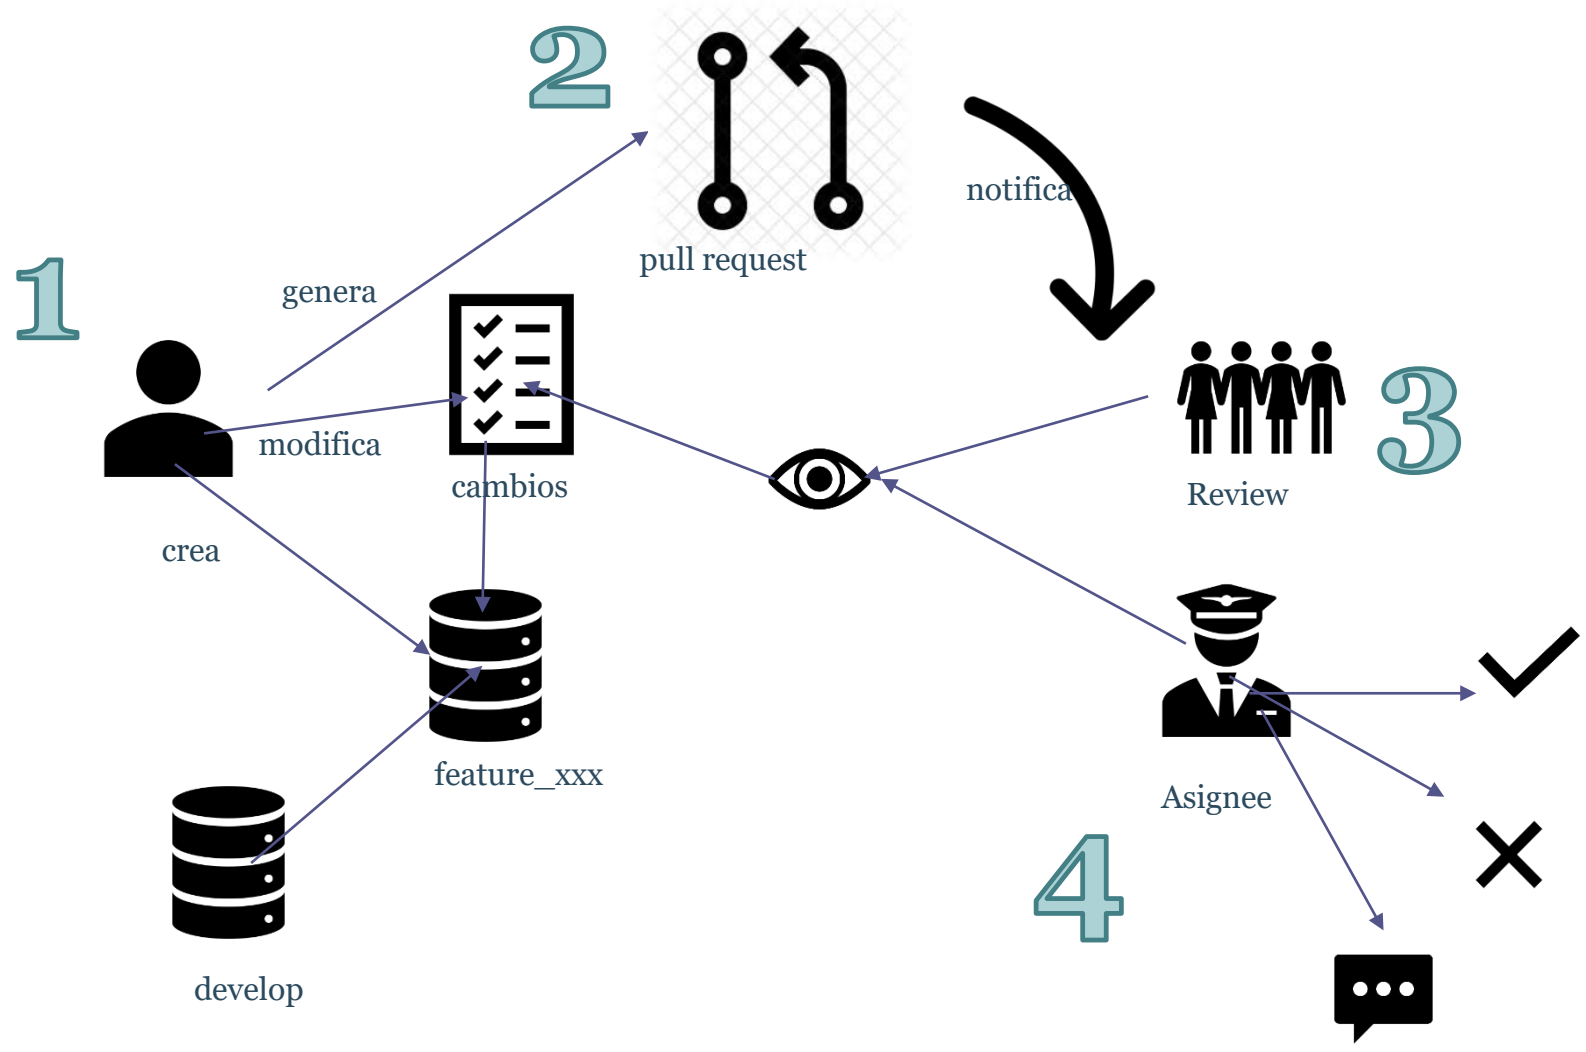 2
notifica
pull request
1
genera
modifica
cambios
3
Review
crea
feature_xxx
Asignee
4
develop